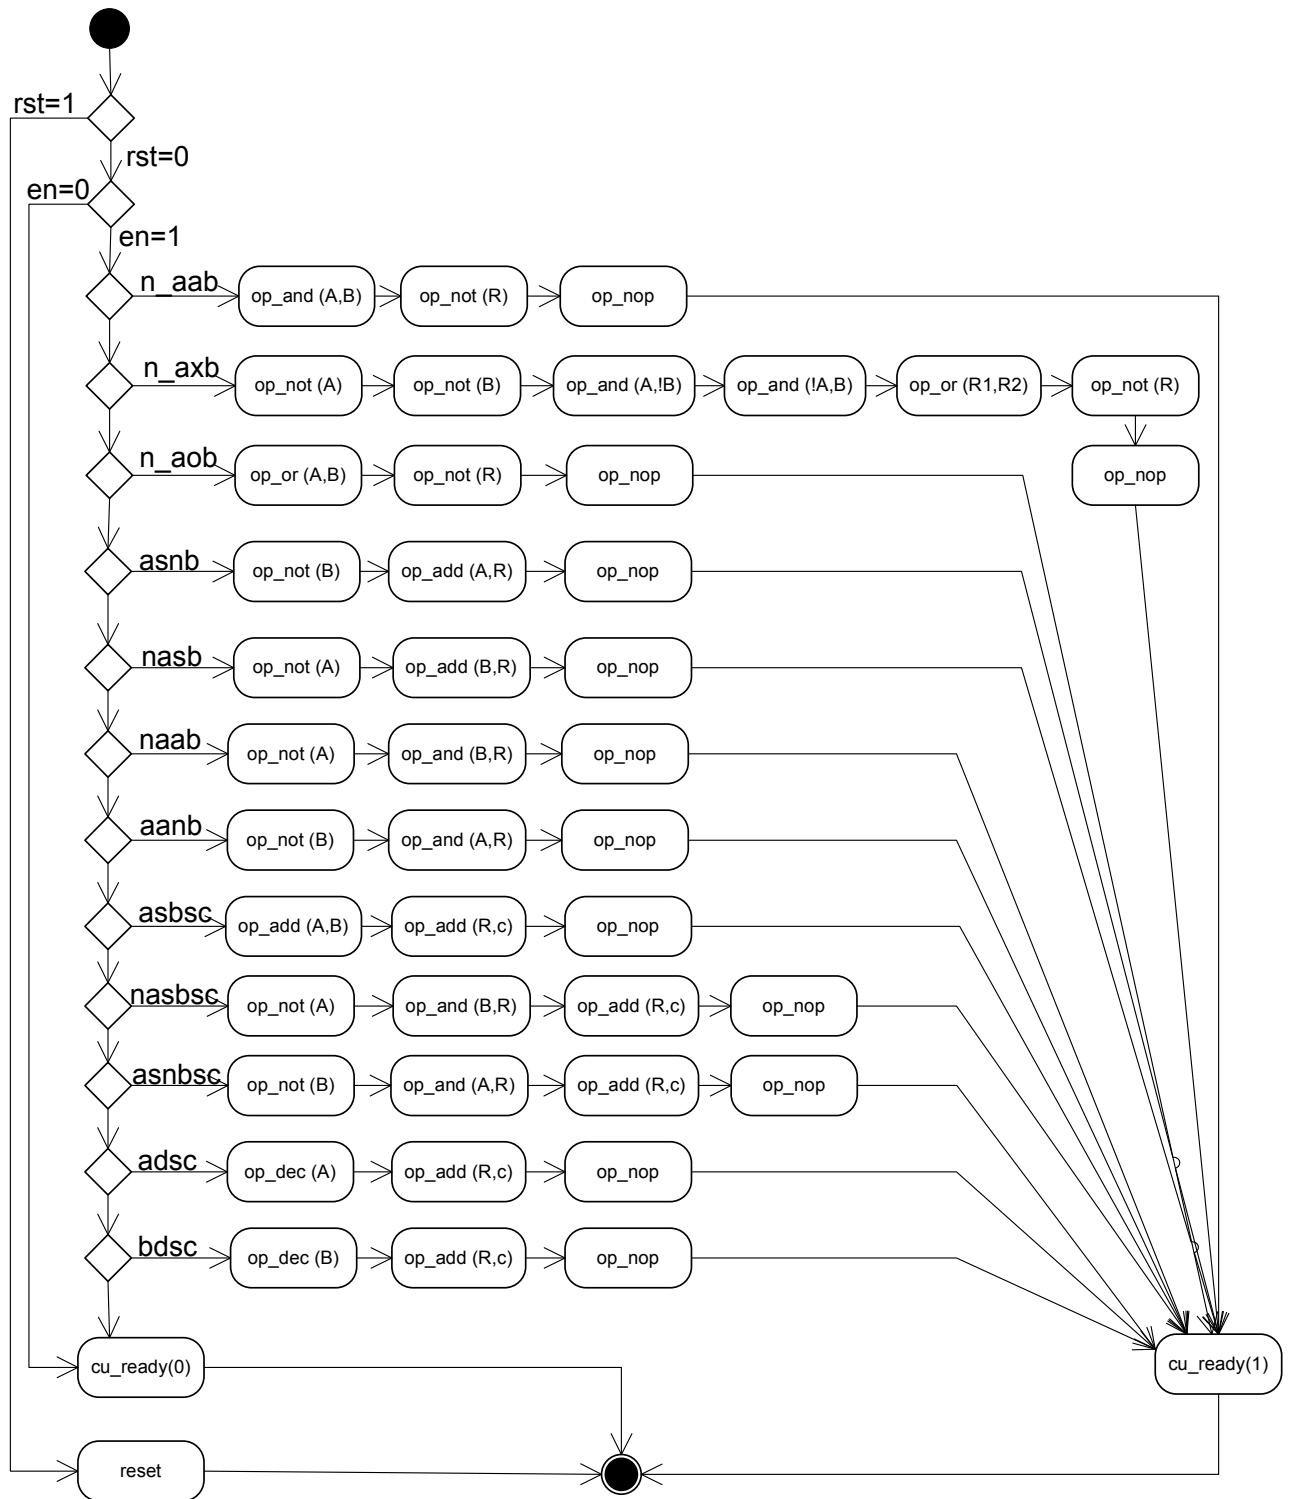 rst=1
rst=0
en=0
en=1
n_aab op_and (A,B) op_not (R) op_nop
n_axb op_not (A) op_not (B) op_and (A,!B) op_and (!A,B) op_or (R1,R2) op_not (R)
n_aob op_or (A,B) op_not (R) op_nop op_nop
asnb op_not (B) op_add (A,R) op_nop
nasb op_not (A) op_add (B,R) op_nop
naab op_not (A) op_and (B,R) op_nop
aanb op_not (B) op_and (A,R) op_nop
asbsc op_add (A,B) op_add (R,c) op_nop
nasbsc op_not (A) op_and (B,R) op_add (R,c) op_nop
asnbsc op_not (B) op_and (A,R) op_add (R,c) op_nop
adsc op_dec (A) op_add (R,c) op_nop
bdsc op_dec (B) op_add (R,c) op_nop
cu_ready(0) cu_ready(1)
reset